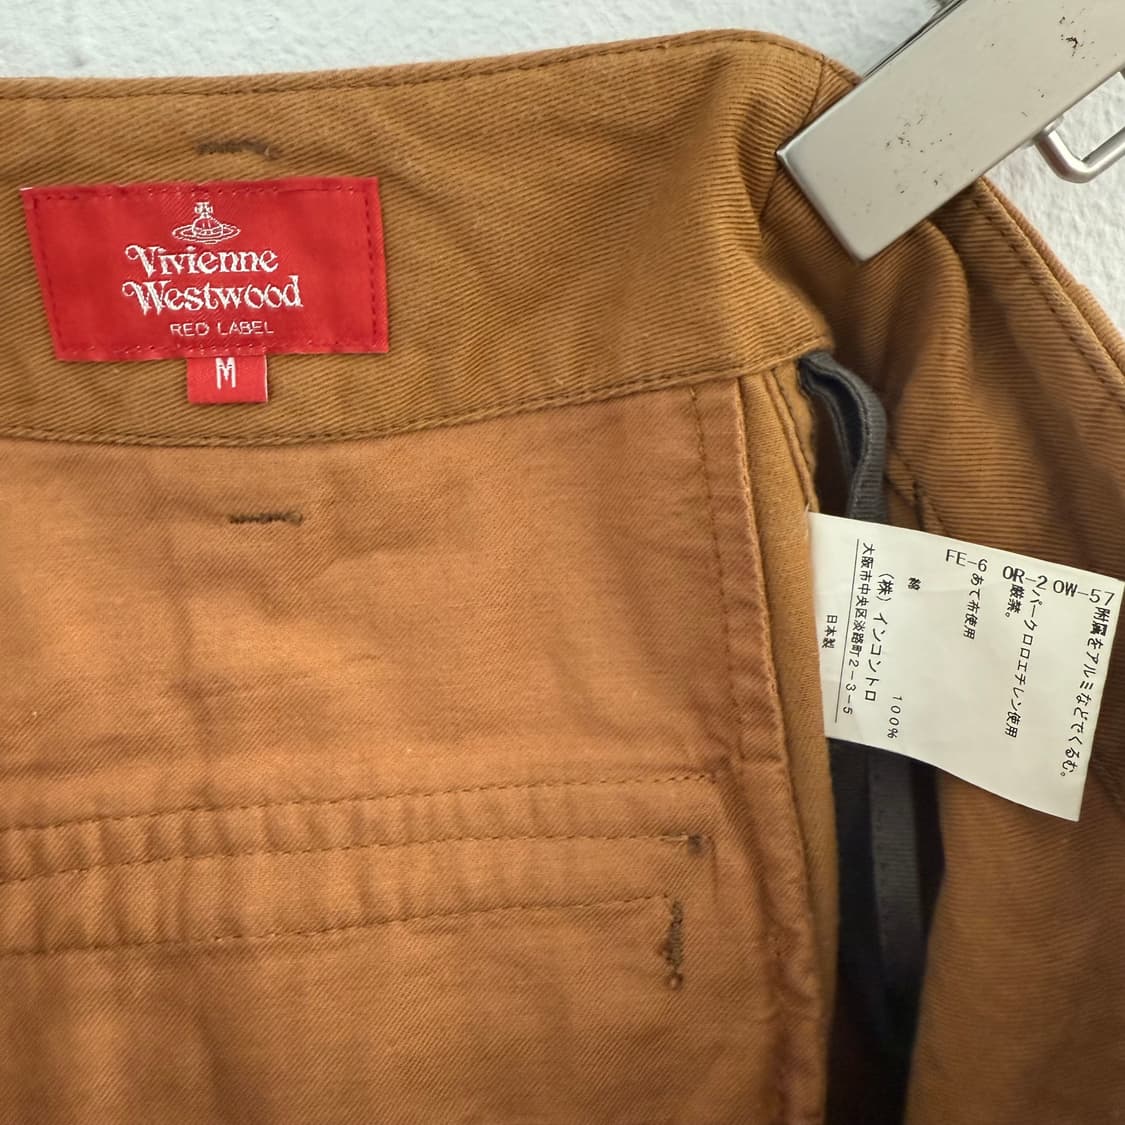 Vivienne
Westwood
RED LABEL
M
FE-6 OR-2 OW-57
附属をアルミなどでくるむ。
パークロロエチレン使用
厳禁。
あて布使用
綿 100%
(株)インコントロ
大阪市中央区淡路町2-3-5
日本製